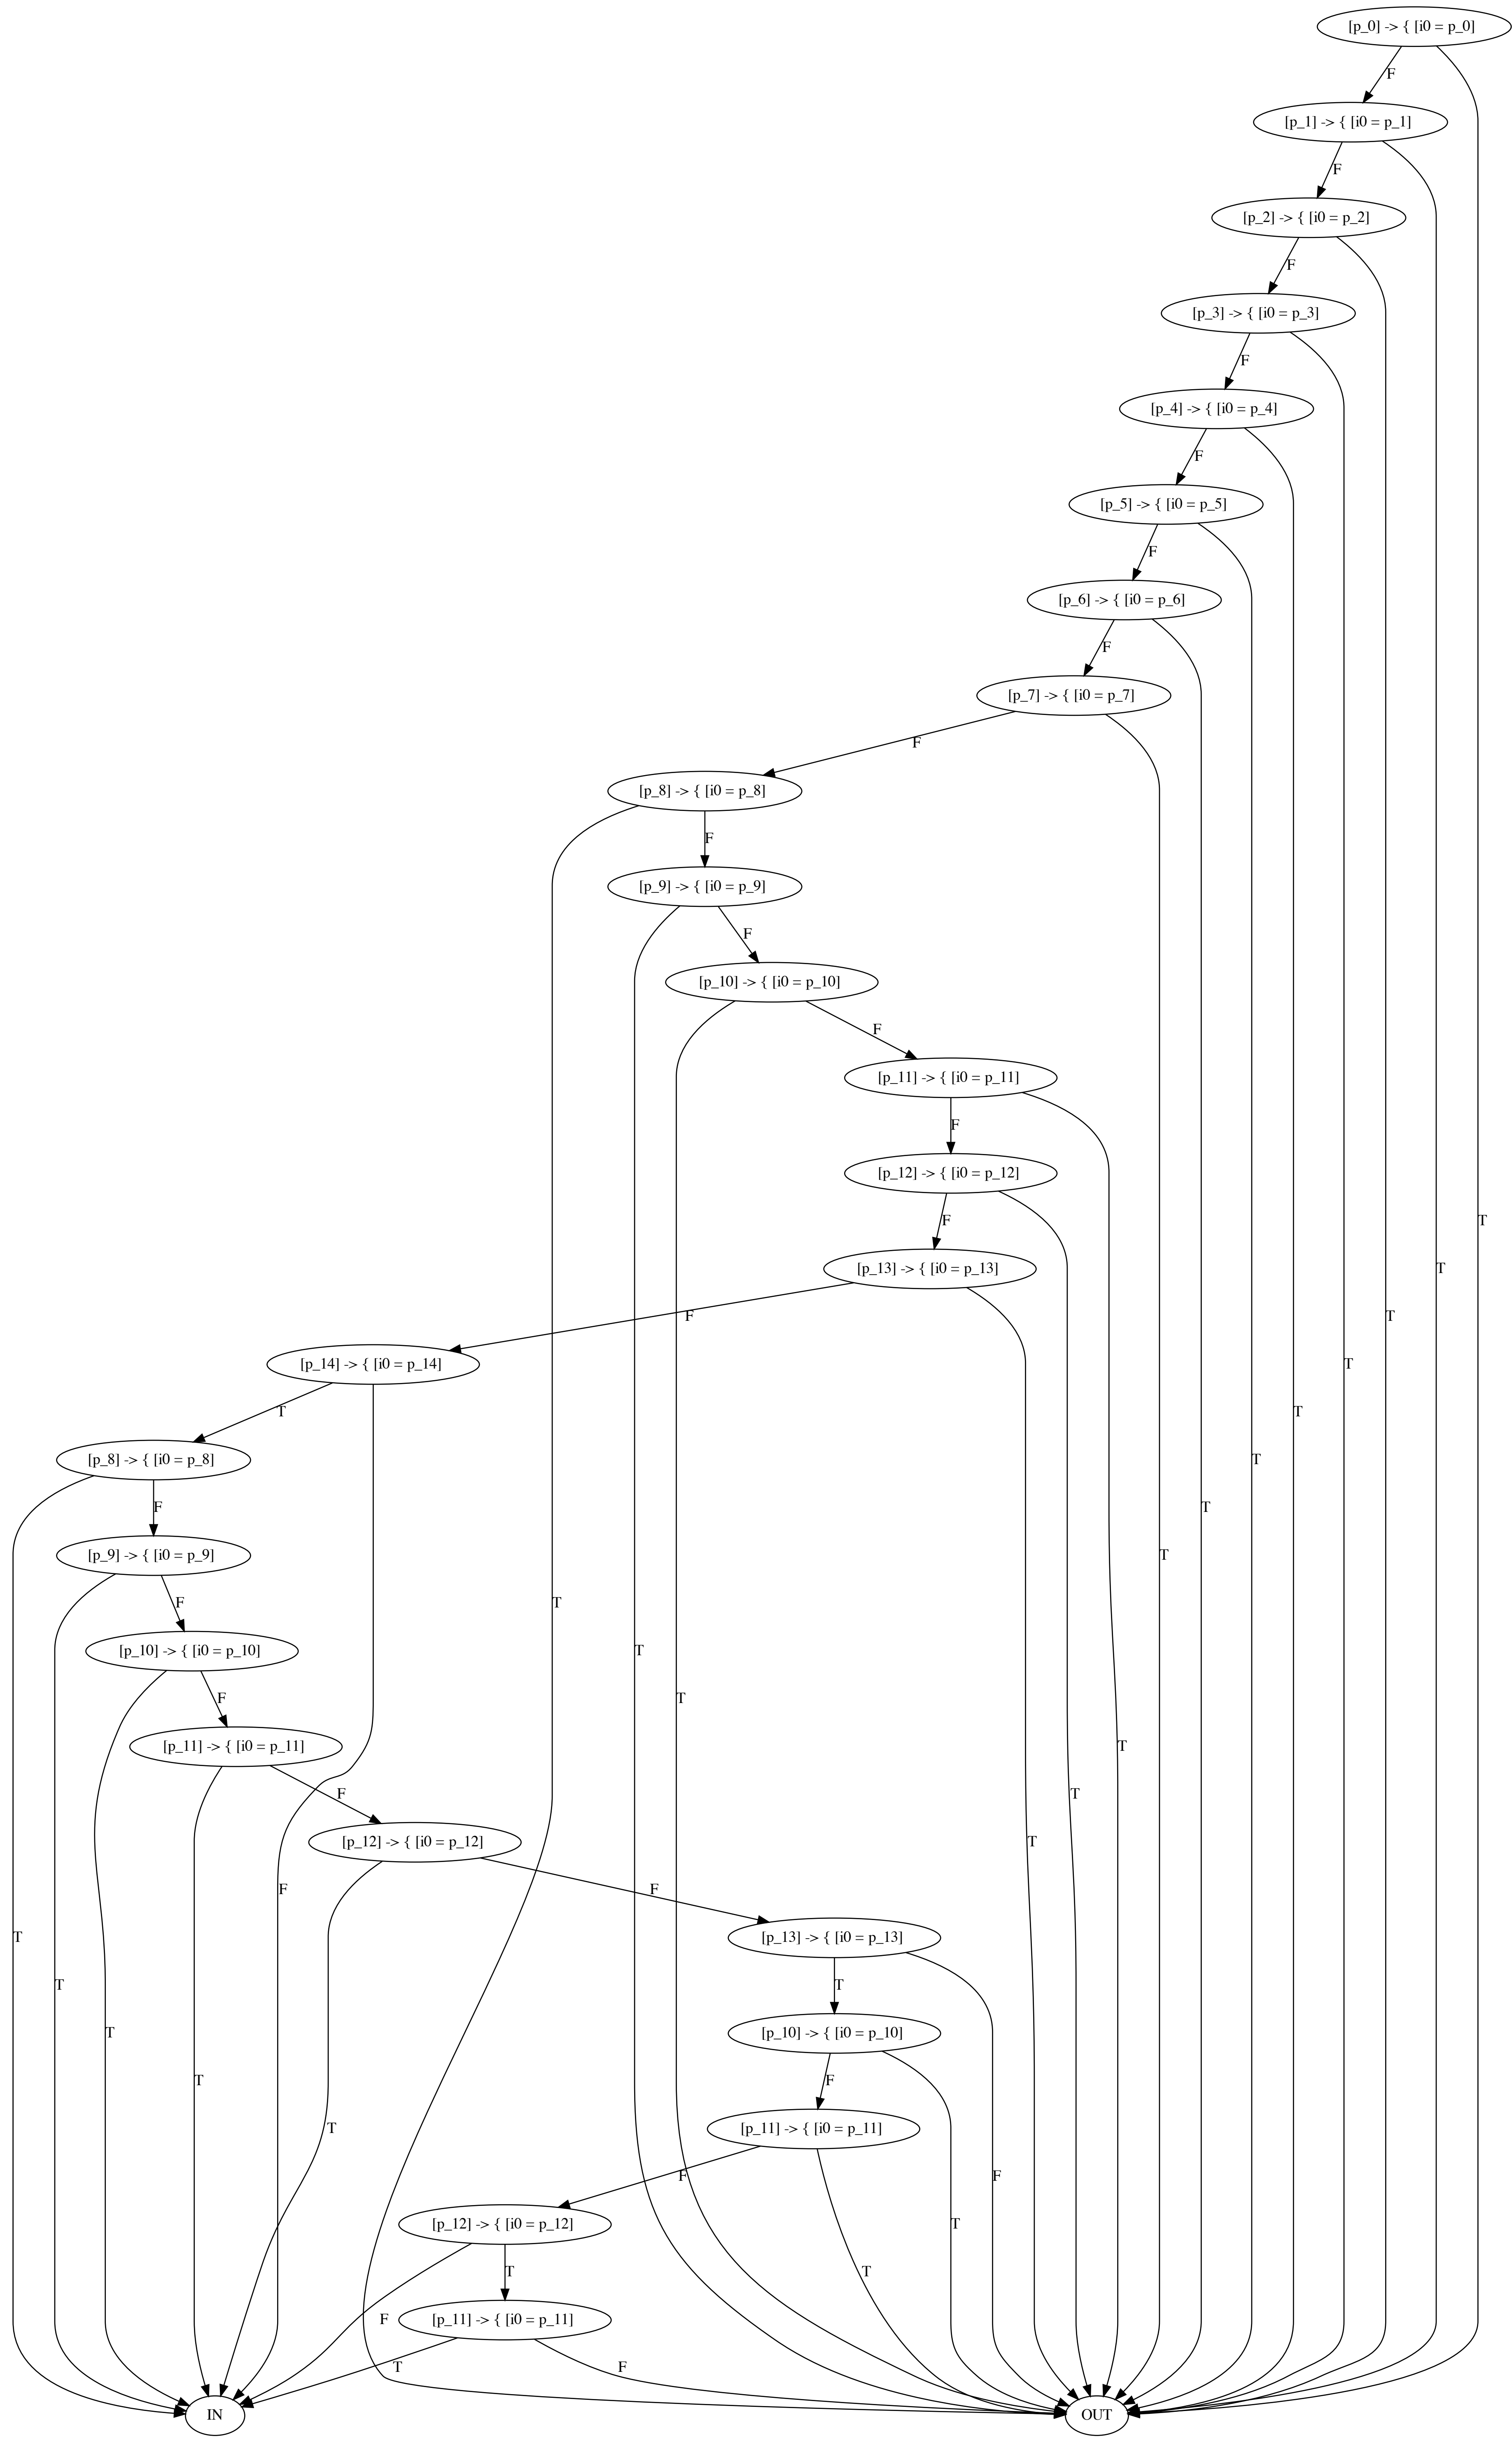 [p_0] -> { [i0 = p_0]
F
[p_1] -> { [i0 = p_1]
F
[p_2] -> { [i0 = p_2]
F
[p_3] -> { [i0 = p_3]
F
[p_4] -> { [i0 = p_4]
F
[p_5] -> { [i0 = p_5]
F
[p_6] -> { [i0 = p_6]
F
[p_7] -> { [i0 = p_7]
F
[p_8] -> { [i0 = p_8]
F
[p_9] -> { [i0 = p_9]
F
[p_10] -> { [i0 = p_10]
F
[p_11] -> { [i0 = p_11]
F
[p_12] -> { [i0 = p_12]
F
T
[p_13] -> { [i0 = p_13]
T
F
T
[p_14] -> { [i0 = p_14]
T
T
T
T
[p_8] -> { [i0 = p_8]
T
F
T
[p_9] -> { [i0 = p_9]
T
F
T
[p_10] -> { [i0 = p_10]
T
F
T
[p_11] -> { [i0 = p_11]
T
F
T
[p_12] -> { [i0 = p_12]
T
F
F
[p_13] -> { [i0 = p_13]
T
T
T
[p_10] -> { [i0 = p_10]
T
T
F
[p_11] -> { [i0 = p_11]
T
F
F
[p_12] -> { [i0 = p_12]
T
T
T
F
[p_11] -> { [i0 = p_11]
T
F
IN
OUT